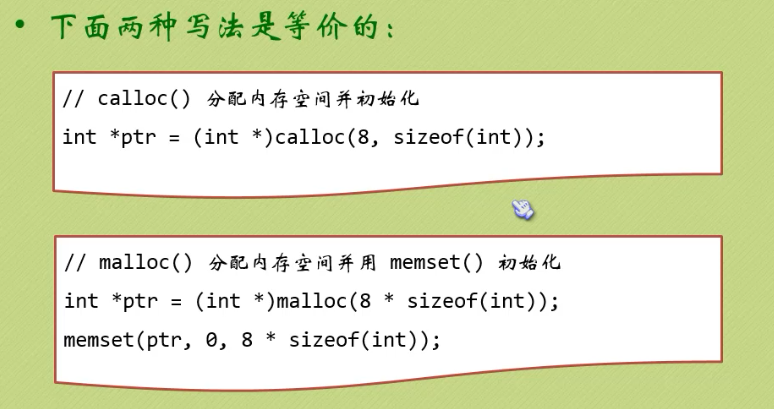 • 下面两种写法是等价的：
// calloc() 分配内存空间并初始化
int *ptr = (int *)calloc(8, sizeof(int));
// malloc() 分配内存空间并用 memset() 初始化
int *ptr = (int *)malloc(8 * sizeof(int));
memset(ptr, 0, 8 * sizeof(int));